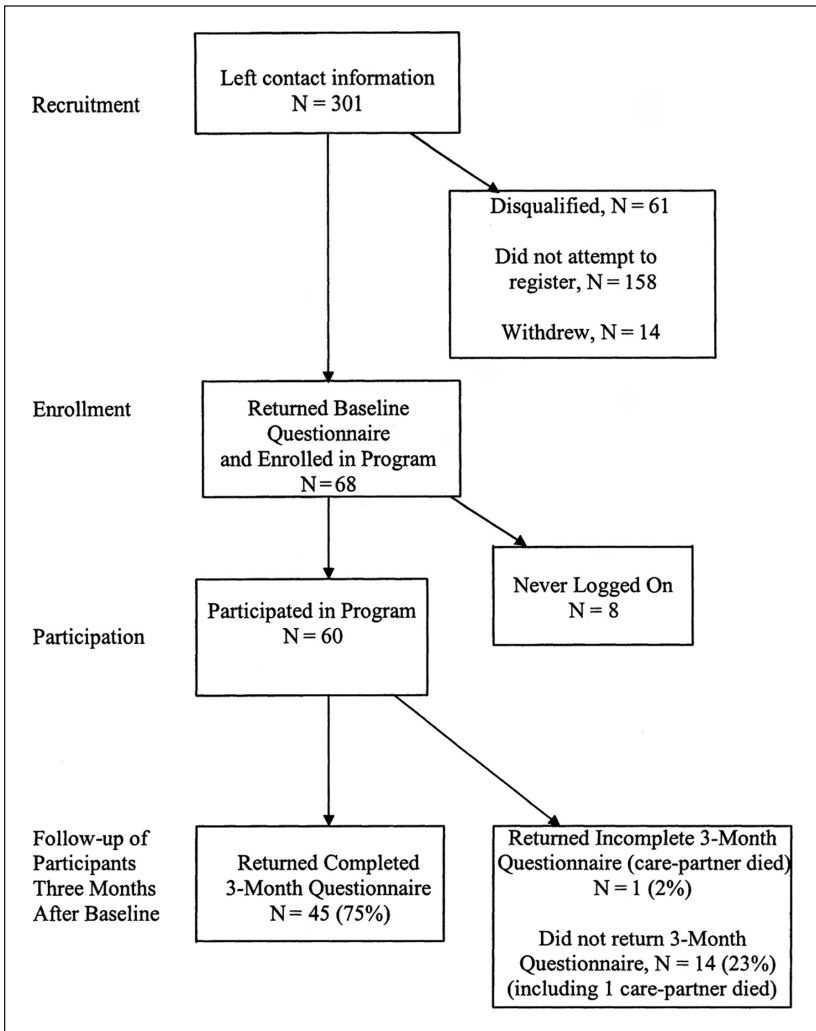 Left contact information
N = 301
Recruitment
Disqualified, N = 61
Did not attempt to
register, N = 158
Withdrew, N = 14
Enrollment
Returned Baseline
Questionnaire
and Enrolled in Program
N = 68
Never Logged On
N = 8
Participated in Program
N = 60
Participation
Follow-up of
Participants
Three Months
After Baseline
Returned Completed
3-Month Questionnaire
N = 45 (75%)
Returned Incomplete 3-Month
Questionnaire (care-partner died)
N = 1 (2%)
Did not return 3-Month
Questionnaire, N = 14 (23%)
(including 1 care-partner died)